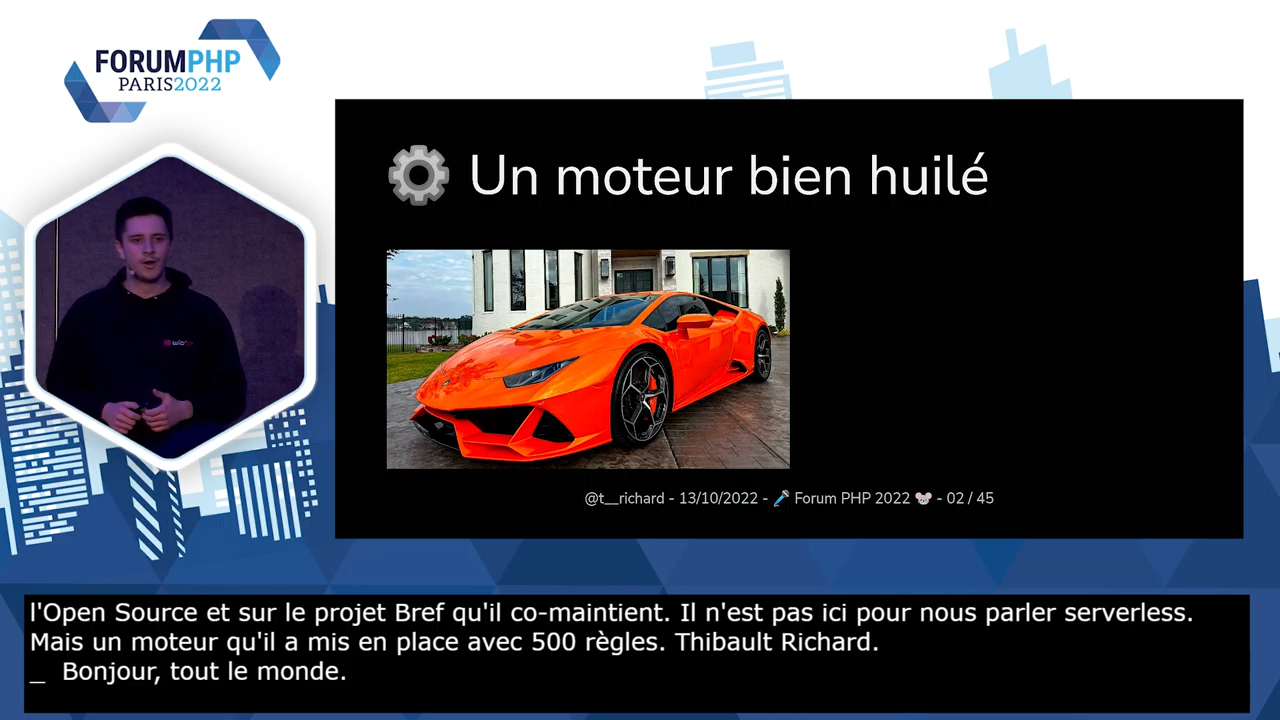 FORUMPHP
PARIS2022
Un moteur bien huilé
@t__richard - 13/10/2022 - Forum PHP 2022 - 02 / 45
l'Open Source et sur le projet Bref qu'il co-maintient. Il n'est pas ici pour nous parler serverless.
Mais un moteur qu'il a mis en place avec 500 règles. Thibault Richard.
_ Bonjour, tout le monde.